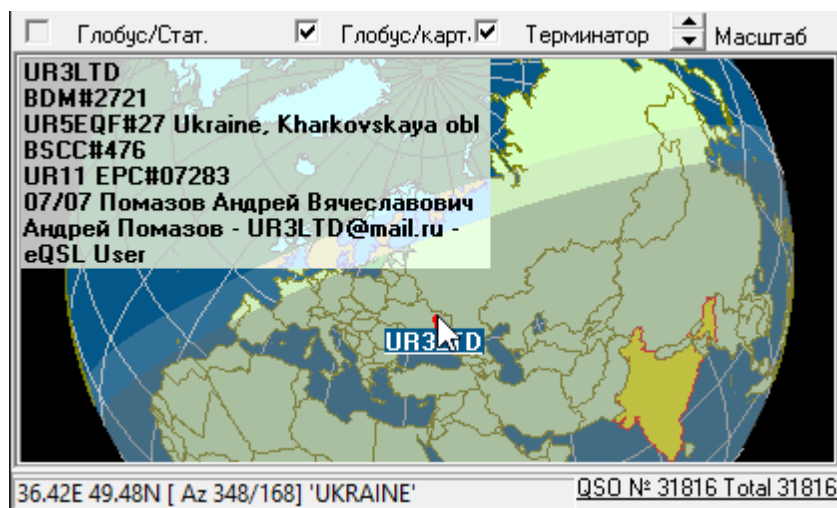 Глобус/Стат. Глобус/карт. Терминатор Масштаб
UR3LTD
BDM#2721
UR5EQF#27 Ukraine, Kharkovskaya obl
BSCC#476
UR11 EPC#07283
07/07 Помазов Андрей Вячеславович
Андрей Помазов - UR3LTD@mail.ru -
eQSL User
UR3LTD
36.42E 49.48N [ Az 348/168] 'UKRAINE' QSO № 31816 Total 31816